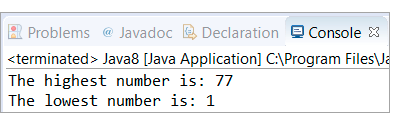 Problems @ Javadoc Declaration Console
<terminated> Java8 [Java Application] C:\Program Files\Ja
The highest number is: 77
The lowest number is: 1